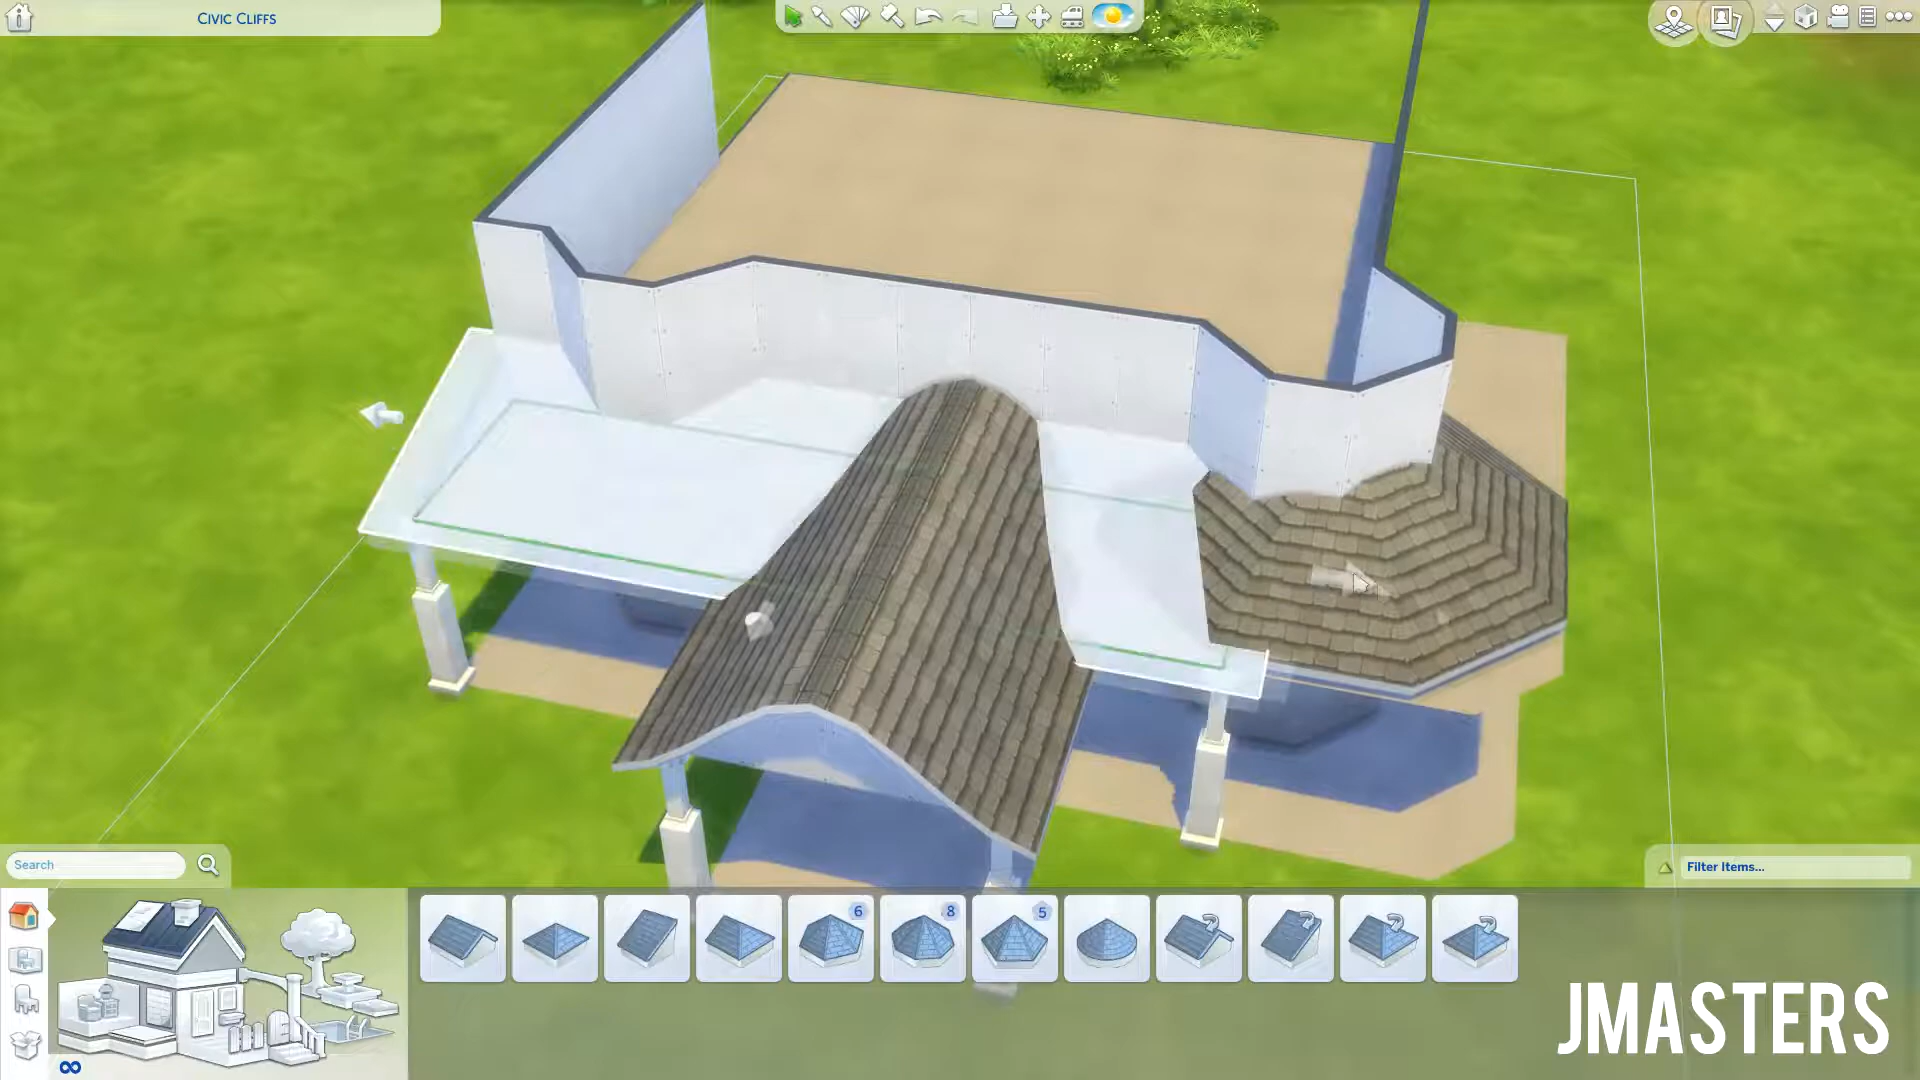 Civic Cliffs
Search
Filter Items...
6
8
5
JMASTERS